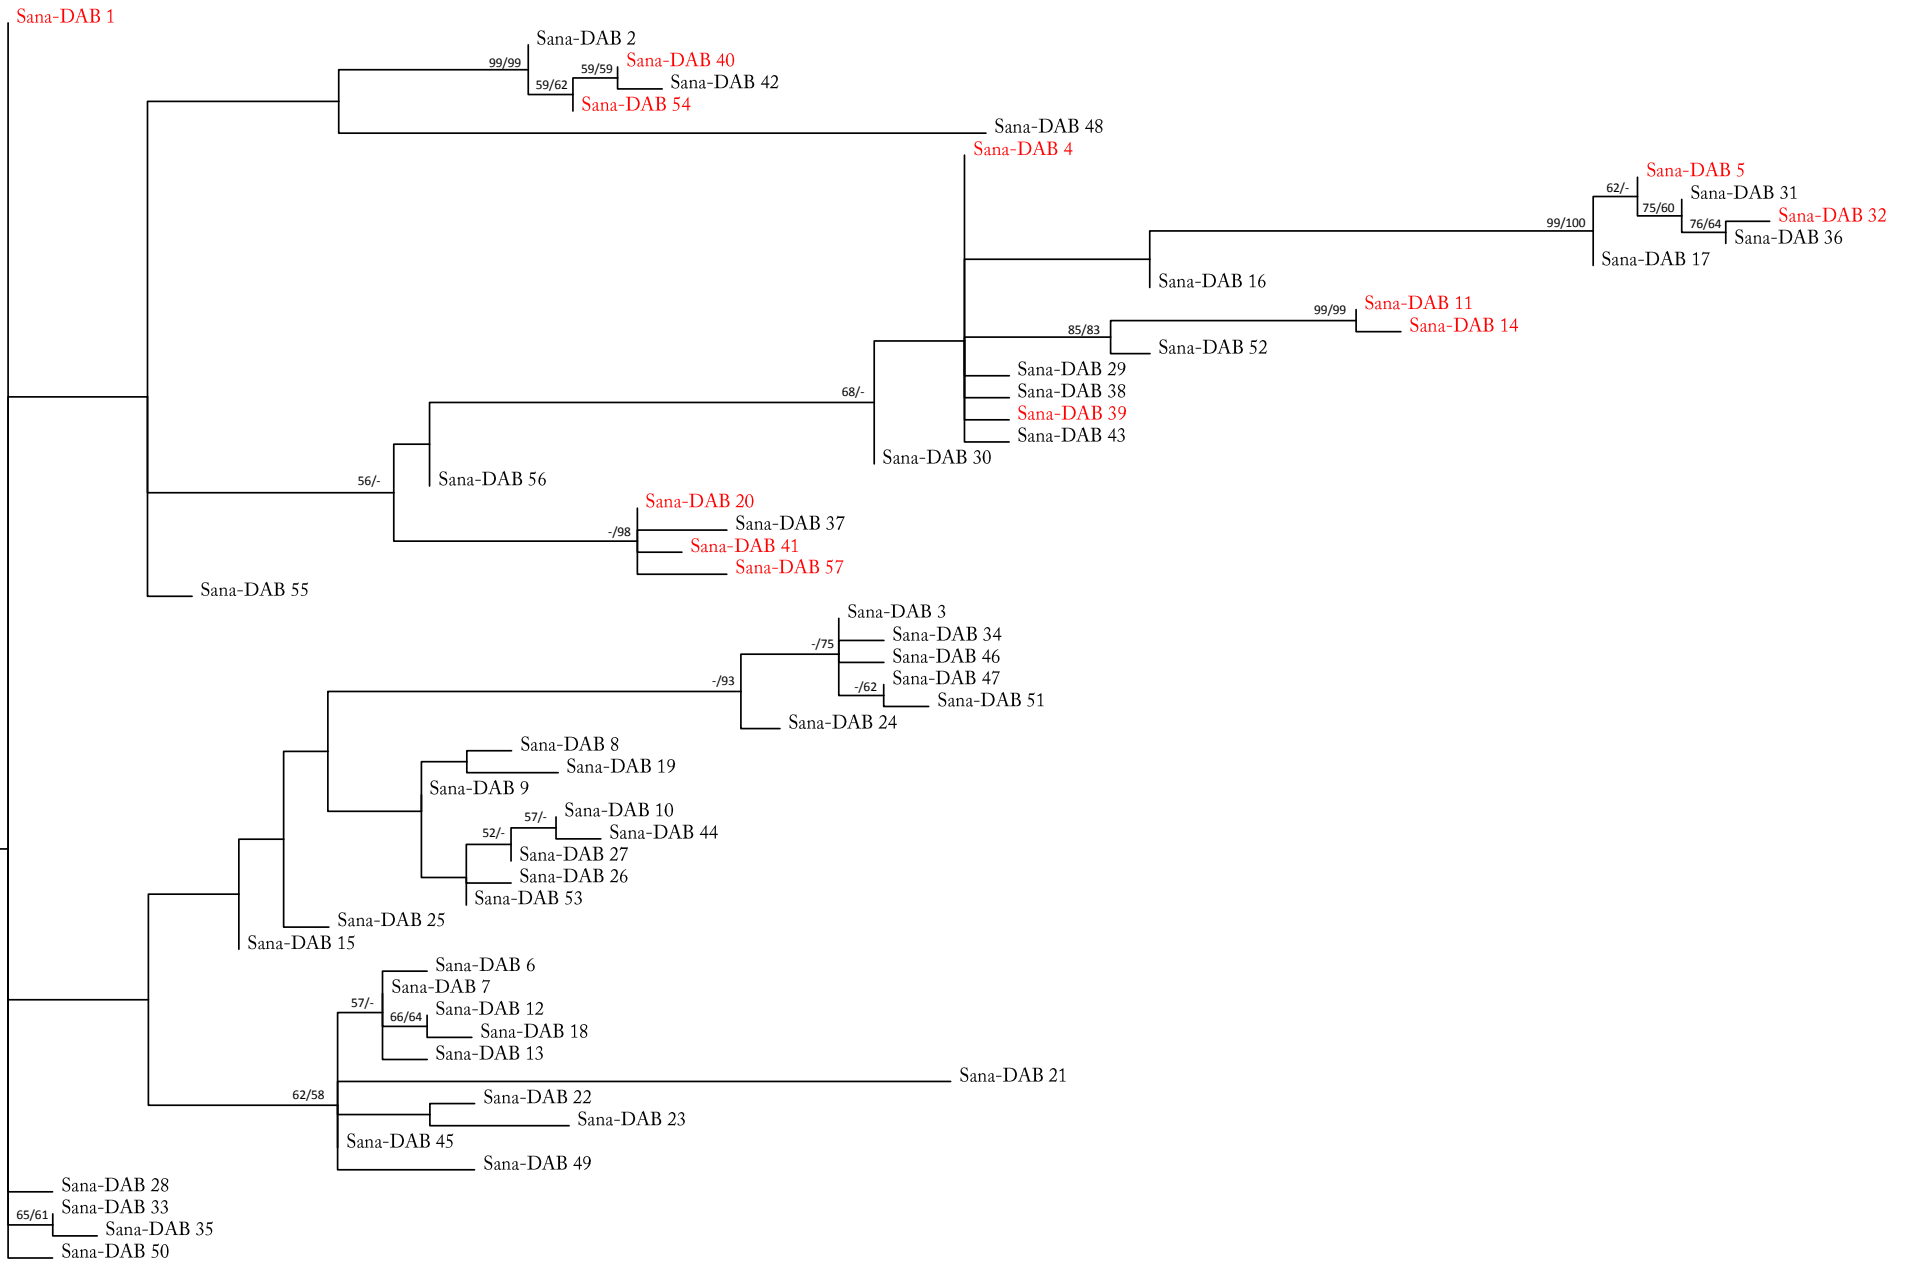 Sana-DAB 1
Sana-DAB 2
99/99
Sana-DAB 40
59/59
Sana-DAB 42
59/62
Sana-DAB 54
Sana-DAB 48
Sana-DAB 4
Sana-DAB 5
62/-
Sana-DAB 31
75/60
Sana-DAB 32
76/64
Sana-DAB 36
99/100
Sana-DAB 17
Sana-DAB 16
Sana-DAB 11
99/99
Sana-DAB 14
85/83
Sana-DAB 52
Sana-DAB 29
Sana-DAB 38
68/-
Sana-DAB 39
Sana-DAB 43
Sana-DAB 30
Sana-DAB 56
56/-
Sana-DAB 20
Sana-DAB 37
-/98
Sana-DAB 41
Sana-DAB 57
Sana-DAB 55
Sana-DAB 3
Sana-DAB 34
-/75
Sana-DAB 46
Sana-DAB 47
-/93
-/62
Sana-DAB 51
Sana-DAB 24
Sana-DAB 8
Sana-DAB 19
Sana-DAB 9
Sana-DAB 10
57/-
Sana-DAB 44
52/-
Sana-DAB 27
Sana-DAB 26
Sana-DAB 53
Sana-DAB 25
Sana-DAB 15
Sana-DAB 6
Sana-DAB 7
57/-
Sana-DAB 12
66/64
Sana-DAB 18
Sana-DAB 13
Sana-DAB 21
62/58
Sana-DAB 22
Sana-DAB 23
Sana-DAB 45
Sana-DAB 49
Sana-DAB 28
Sana-DAB 33
65/61
Sana-DAB 35
Sana-DAB 50